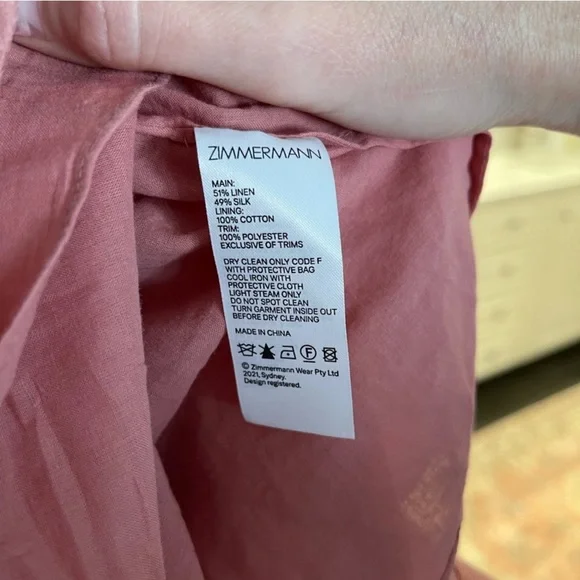 ZIMMERMANN
MAIN:
51% LINEN
49% SILK
LINING:
100% COTTON
TRIM:
100% POLYESTER
EXCLUSIVE OF TRIMS
DRY CLEAN ONLY CODE F
WITH PROTECTIVE BAG
COOL IRON WITH
PROTECTIVE CLOTH
LIGHT STEAM ONLY
DO NOT SPOT CLEAN
TURN GARMENT INSIDE OUT
BEFORE DRY CLEANING
MADE IN CHINA
F
© Zimmermann Wear Pty Ltd
2021, Sydney.
Design registered.